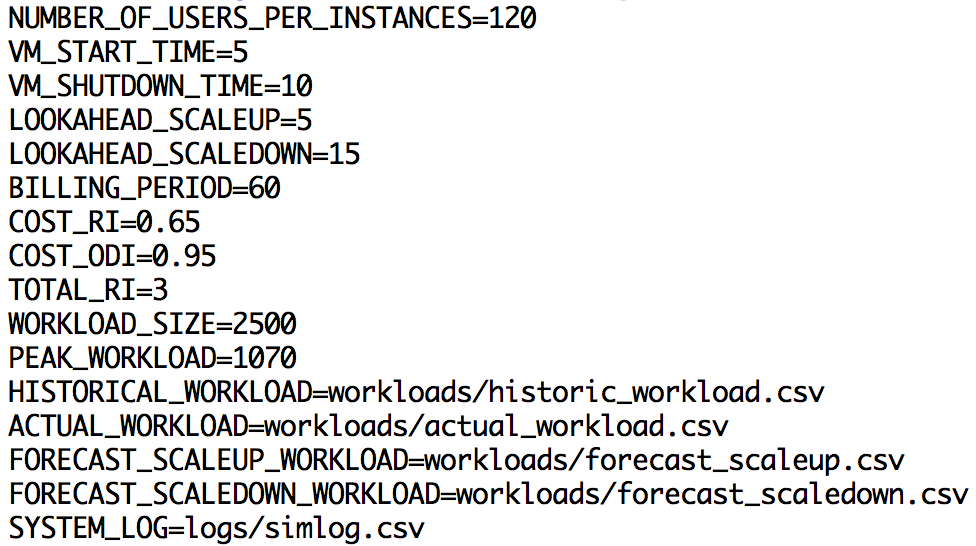 NUMBER_OF_USERS_PER_INSTANCES=120
VM_START_TIME=5
VM_SHUTDOWN_TIME=10
LOOKAHEAD_SCALEUP=5
LOOKAHEAD_SCALEDOWN=15
BILLING_PERIOD=60
COST_RI=0.65
COST_ODI=0.95
TOTAL_RI=3
WORKLOAD_SIZE=2500
PEAK_WORKLOAD=1070
HISTORICAL_WORKLOAD=workloads/historic_workload.csv
ACTUAL_WORKLOAD=workloads/actual_workload.csv
FORECAST_SCALEUP_WORKLOAD=workloads/forecast_scaleup.csv
FORECAST_SCALEDOWN_WORKLOAD=workloads/forecast_scaledown.csv
SYSTEM_LOG=logs/simlog.csv